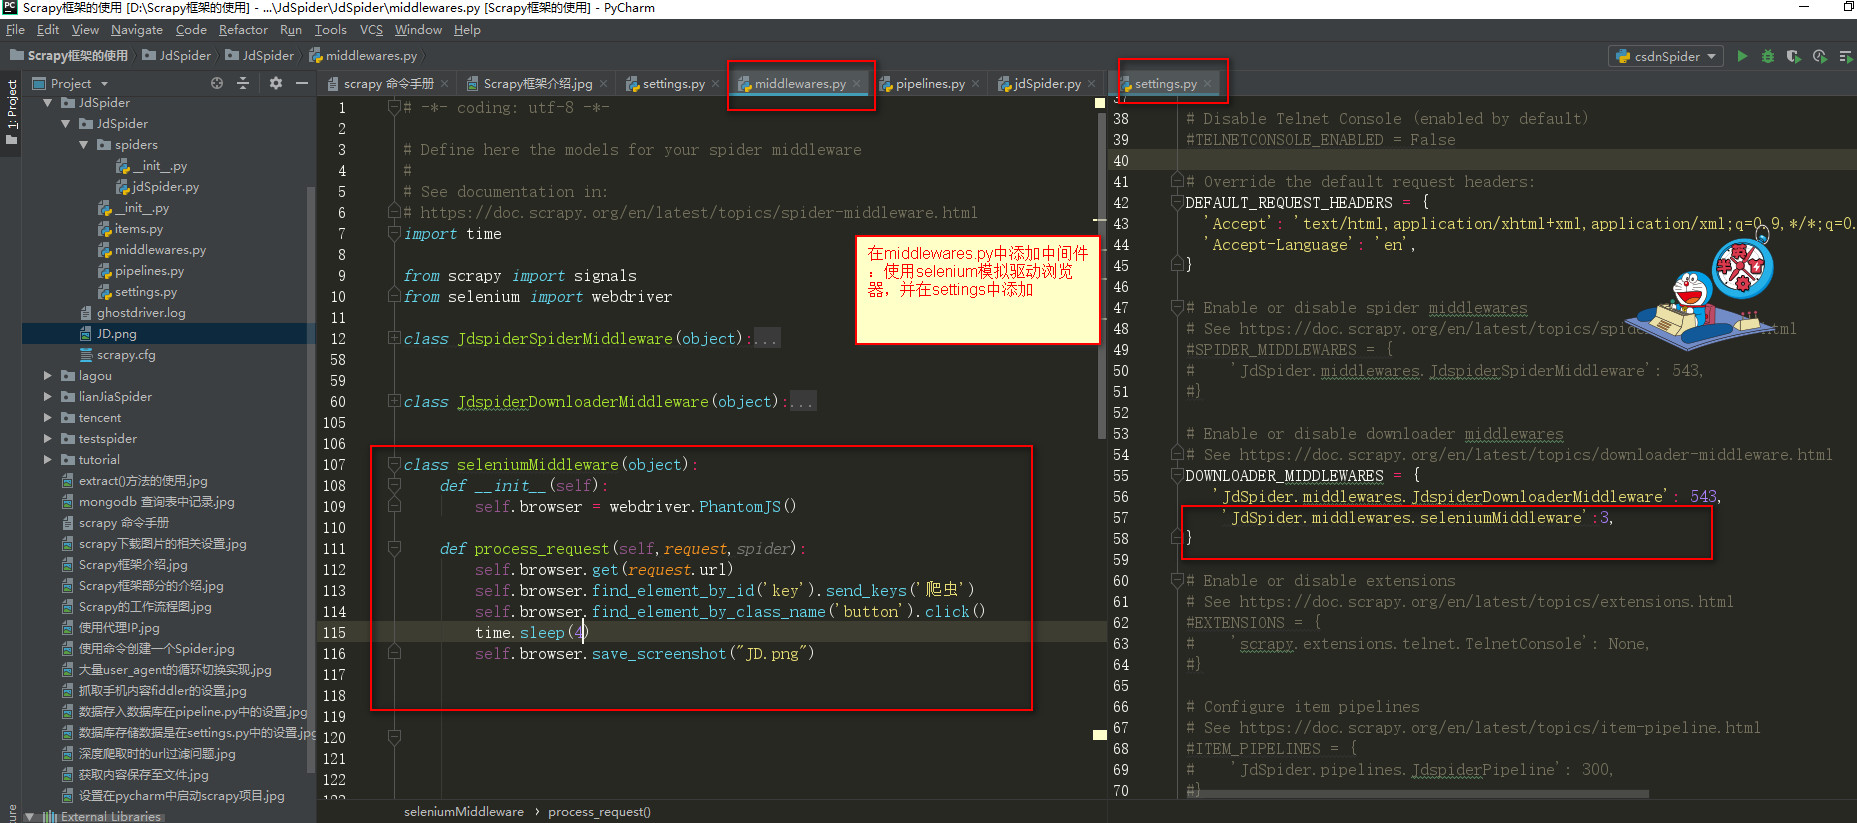 Scrapy框架的使用 [D:\Scrapy框架的使用] - ...\JdSpider\JdSpider\middlewares.py [Scrapy框架的使用] - PyCharm
File Edit View Navigate Code Refactor Run Tools VCS Window Help
Scrapy框架的使用 JdSpider JdSpider middlewares.py
csdnSpider
1: Project
Project
JdSpider
JdSpider
spiders
__init__.py
jdSpider.py
__init__.py
items.py
middlewares.py
pipelines.py
settings.py
ghostdriver.log
JD.png
scrapy.cfg
lagou
lianJiaSpider
tencent
testspider
tutorial
extract()方法的使用.jpg
mongodb 查询表中记录.jpg
scrapy 命令手册
scrapy下载图片的相关设置.jpg
Scrapy框架介绍.jpg
Scrapy框架部分的介绍.jpg
Scrapy的工作流程图.jpg
使用代理IP.jpg
使用命令创建一个Spider.jpg
大量user_agent的循环切换实现.jpg
抓取手机内容fiddler的设置.jpg
数据存入数据库在pipeline.py中的设置.jpg
数据库存储数据是在settings.py中的设置.jpg
深度爬取时的url过滤问题.jpg
获取内容保存至文件.jpg
设置在pycharm中启动scrapy项目.jpg
External Libraries
scrapy 命令手册 Scrapy框架介绍.jpg settings.py middlewares.py pipelines.py jdSpider.py
1 # -*- coding: utf-8 -*-
2
3 # Define here the models for your spider middleware
4 #
5 # See documentation in:
6 # https://doc.scrapy.org/en/latest/topics/spider-middleware.html
7 import time
8
9 from scrapy import signals
10 from selenium import webdriver
11
12 class JdspiderSpiderMiddleware(object):...
58
59
60 class JdspiderDownloaderMiddleware(object):...
105
106
107 class seleniumMiddleware(object):
108 def __init__(self):
109 self.browser = webdriver.PhantomJS()
110
111 def process_request(self,request,spider):
112 self.browser.get(request.url)
113 self.browser.find_element_by_id('key').send_keys('爬虫')
114 self.browser.find_element_by_class_name('button').click()
115 time.sleep(4)
116 self.browser.save_screenshot("JD.png")
117
118
119
120
121
122
seleniumMiddleware process_request()
在middlewares.py中添加中间件
：使用selenium模拟驱动浏览
器，并在settings中添加
settings.py
37
38 # Disable Telnet Console (enabled by default)
39 #TELNETCONSOLE_ENABLED = False
40
41 # Override the default request headers:
42 DEFAULT_REQUEST_HEADERS = {
43 'Accept': 'text/html,application/xhtml+xml,application/xml;q=0.9,*/*;q=0.
44 'Accept-Language': 'en',
45 }
46
47 # Enable or disable spider middlewares
48 # See https://doc.scrapy.org/en/latest/topics/spid html
49 #SPIDER_MIDDLEWARES = {
50 # 'JdSpider.middlewares.JdspiderSpiderMiddleware': 543,
51 #}
52
53 # Enable or disable downloader middlewares
54 # See https://doc.scrapy.org/en/latest/topics/downloader-middleware.html
55 DOWNLOADER_MIDDLEWARES = {
56 'JdSpider.middlewares.JdspiderDownloaderMiddleware': 543,
57 'JdSpider.middlewares.seleniumMiddleware':3,
58 }
59
60 # Enable or disable extensions
61 # See https://doc.scrapy.org/en/latest/topics/extensions.html
62 #EXTENSIONS = {
63 # 'scrapy.extensions.telnet.TelnetConsole': None,
64 #}
65
66 # Configure item pipelines
67 # See https://doc.scrapy.org/en/latest/topics/item-pipeline.html
68 #ITEM_PIPELINES = {
69 # 'JdSpider.pipelines.JdspiderPipeline': 300,
70 #}